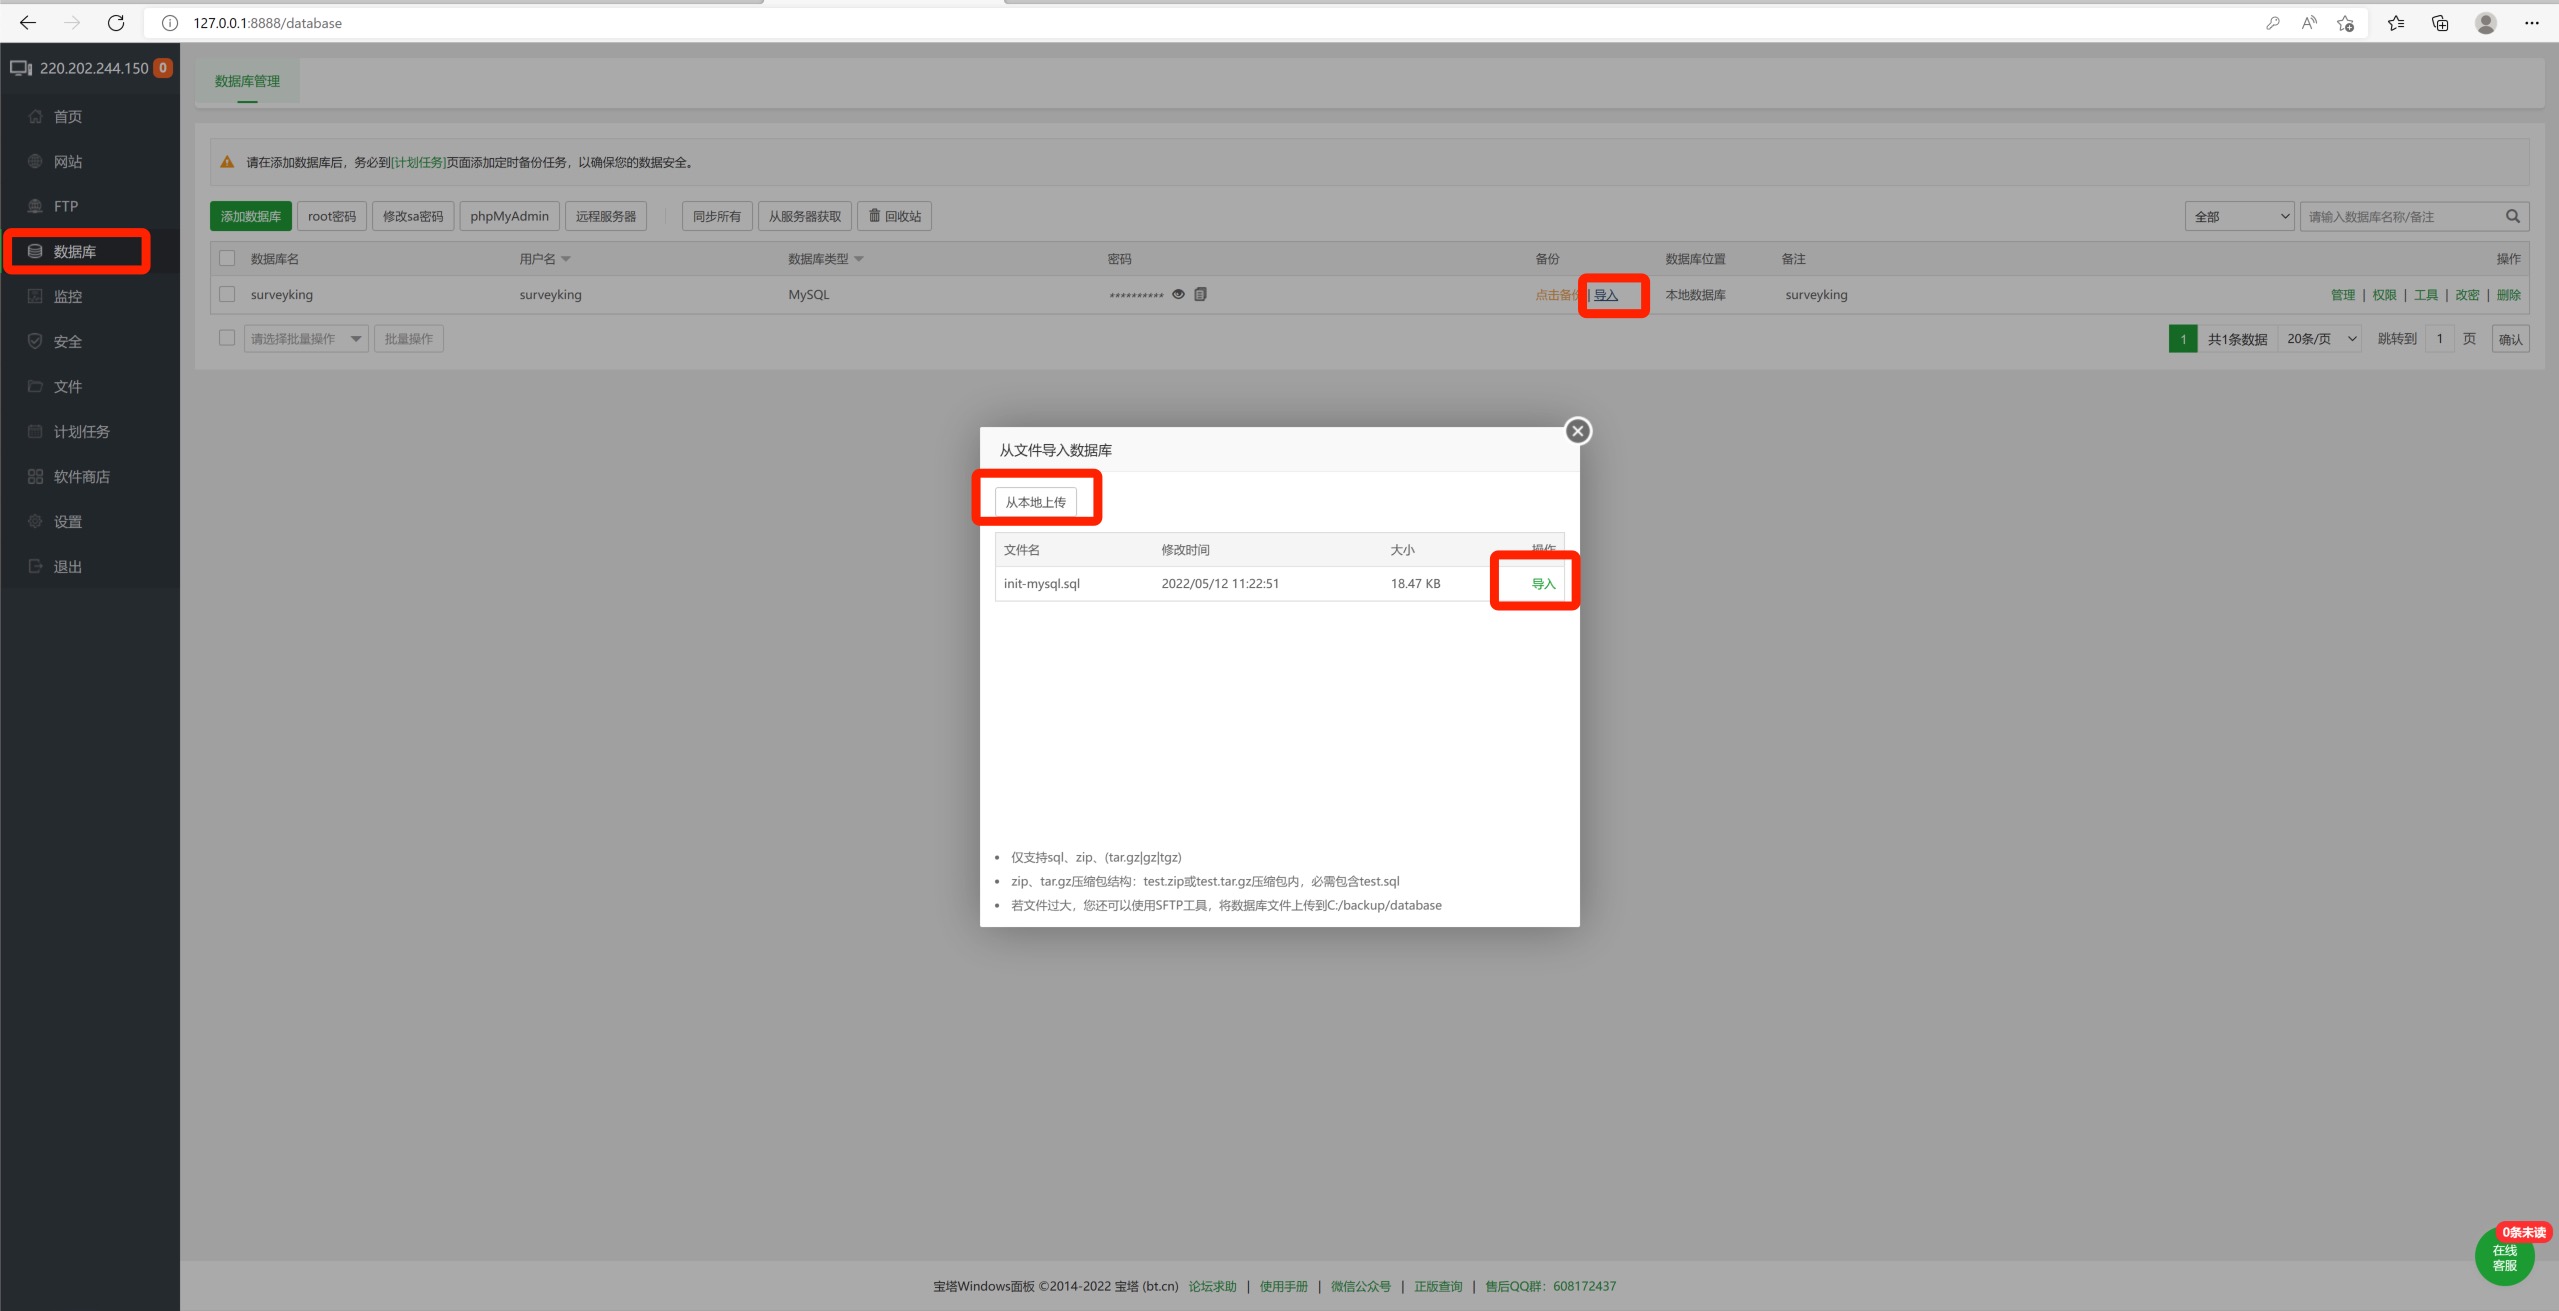 127.0.0.1:8888/database
220.202.244.150 0
首页
网站
FTP
数据库
监控
安全
文件
计划任务
软件商店
设置
退出
数据库管理
请在添加数据库后，务必到[计划任务]页面添加定时备份任务，以确保您的数据安全。
添加数据库 root密码 修改sa密码 phpMyAdmin 远程服务器 同步所有 从服务器获取 回收站 全部 请输入数据库名称/备注
数据库名 用户名 数据库类型 密码 备份 数据库位置 备注 操作
surveyking surveyking MySQL ********** 点击备份 | 导入 本地数据库 surveyking 管理 | 权限 | 工具 | 改密 | 删除
请选择批量操作 批量操作 1 共1条数据 20条/页 跳转到 1 页 确认
从文件导入数据库
从本地上传
文件名 修改时间 大小 操作
init-mysql.sql 2022/05/12 11:22:51 18.47 KB 导入
仅支持sql、zip、(tar.gz|gz|tgz)
zip、tar.gz压缩包结构：test.zip或test.tar.gz压缩包内，必需包含test.sql
若文件过大，您还可以使用SFTP工具，将数据库文件上传到C:/backup/database
0条未读
在线
客服
宝塔Windows面板 ©2014-2022 宝塔 (bt.cn) 论坛求助 | 使用手册 | 微信公众号 | 正版查询 | 售后QQ群：608172437